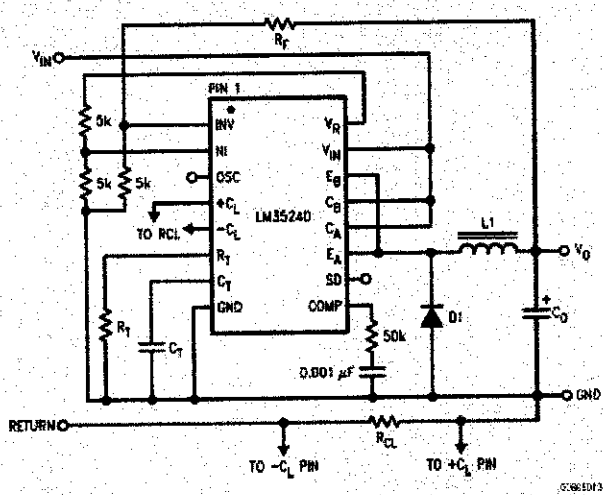 R_F
V_IN
PIN 1
5k
INV
V_R
NI
V_IN
5k
5k
OSC
E_B
+C_L
C_B
L1
TO RCL
LM3524D
-C_L
C_A
V_O
R_T
E_A
C_T
SD
GND
COMP
R_T
C_T
D1
C_O
+
50k
0.001 μF
GND
RETURN
R_CL
TO -C_L PIN
TO +C_L PIN